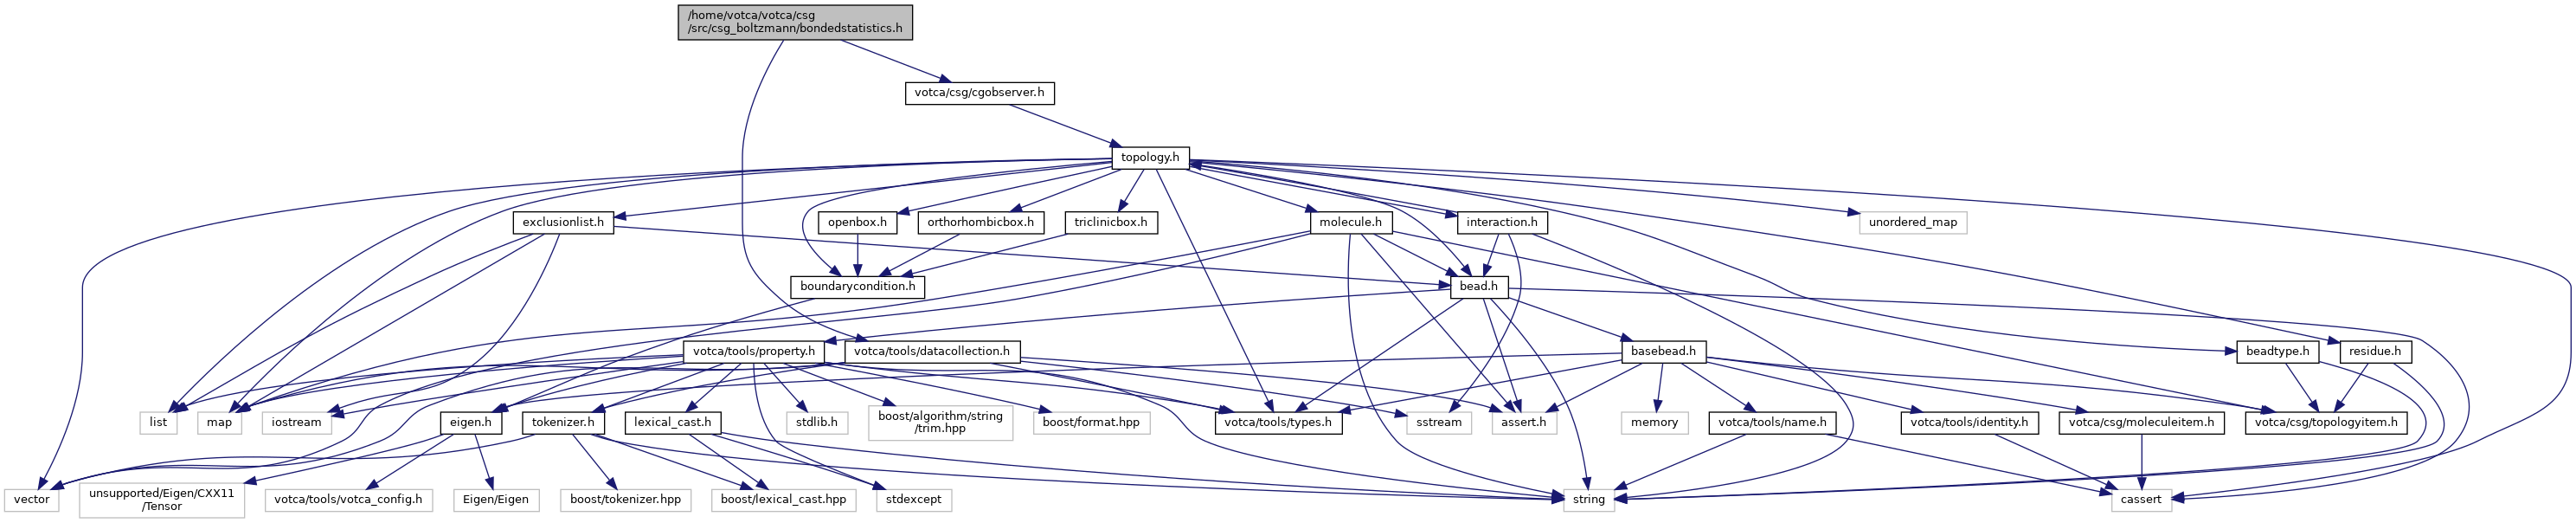 /home/votca/votca/csg
/src/csg_boltzmann/bondedstatistics.h
votca/csg/cgobserver.h
topology.h
exclusionlist.h
openbox.h
orthorhombicbox.h
triclinicbox.h
molecule.h
interaction.h
unordered_map
boundarycondition.h
bead.h
votca/tools/property.h
votca/tools/datacollection.h
basebead.h
beadtype.h
residue.h
list
map
iostream
eigen.h
tokenizer.h
lexical_cast.h
stdlib.h
boost/algorithm/string
/trim.hpp
boost/format.hpp
votca/tools/types.h
sstream
assert.h
memory
votca/tools/name.h
votca/tools/identity.h
votca/csg/moleculeitem.h
votca/csg/topologyitem.h
vector
unsupported/Eigen/CXX11
/Tensor
votca/tools/votca_config.h
Eigen/Eigen
boost/tokenizer.hpp
boost/lexical_cast.hpp
stdexcept
string
cassert